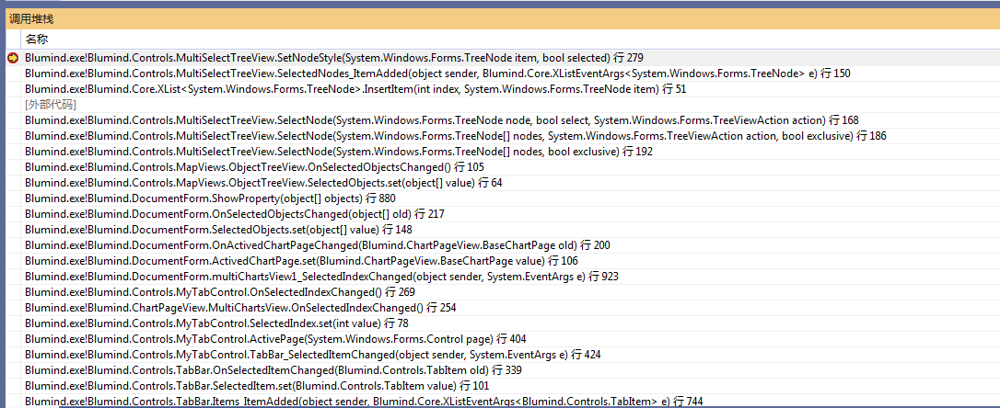 调用堆栈
名称
Blumind.exe!Blumind.Controls.MultiSelectTreeView.SetNodeStyle(System.Windows.Forms.TreeNode item, bool selected) 行 279
Blumind.exe!Blumind.Controls.MultiSelectTreeView.SelectedNodes_ItemAdded(object sender, Blumind.Core.XListEventArgs<System.Windows.Forms.TreeNode> e) 行 150
Blumind.exe!Blumind.Core.XList<System.Windows.Forms.TreeNode>.InsertItem(int index, System.Windows.Forms.TreeNode item) 行 51
[外部代码]
Blumind.exe!Blumind.Controls.MultiSelectTreeView.SelectNode(System.Windows.Forms.TreeNode node, bool select, System.Windows.Forms.TreeViewAction action) 行 168
Blumind.exe!Blumind.Controls.MultiSelectTreeView.SelectNode(System.Windows.Forms.TreeNode[] nodes, System.Windows.Forms.TreeViewAction action, bool exclusive) 行 186
Blumind.exe!Blumind.Controls.MultiSelectTreeView.SelectNode(System.Windows.Forms.TreeNode[] nodes, bool exclusive) 行 192
Blumind.exe!Blumind.Controls.MapViews.ObjectTreeView.OnSelectedObjectsChanged() 行 105
Blumind.exe!Blumind.Controls.MapViews.ObjectTreeView.SelectedObjects.set(object[] value) 行 64
Blumind.exe!Blumind.DocumentForm.ShowProperty(object[] objects) 行 880
Blumind.exe!Blumind.DocumentForm.OnSelectedObjectsChanged(object[] old) 行 217
Blumind.exe!Blumind.DocumentForm.SelectedObjects.set(object[] value) 行 148
Blumind.exe!Blumind.DocumentForm.OnActivedChartPageChanged(Blumind.ChartPageView.BaseChartPage old) 行 200
Blumind.exe!Blumind.DocumentForm.ActivedChartPage.set(Blumind.ChartPageView.BaseChartPage value) 行 106
Blumind.exe!Blumind.DocumentForm.multiChartsView1_SelectedIndexChanged(object sender, System.EventArgs e) 行 923
Blumind.exe!Blumind.Controls.MyTabControl.OnSelectedIndexChanged() 行 269
Blumind.exe!Blumind.ChartPageView.MultiChartsView.OnSelectedIndexChanged() 行 254
Blumind.exe!Blumind.Controls.MyTabControl.SelectedIndex.set(int value) 行 78
Blumind.exe!Blumind.Controls.MyTabControl.ActivePage(System.Windows.Forms.Control page) 行 404
Blumind.exe!Blumind.Controls.MyTabControl.TabBar_SelectedItemChanged(object sender, System.EventArgs e) 行 424
Blumind.exe!Blumind.Controls.TabBar.OnSelectedItemChanged(Blumind.Controls.TabItem old) 行 339
Blumind.exe!Blumind.Controls.TabBar.SelectedItem.set(Blumind.Controls.TabItem value) 行 101
Blumind.exe!Blumind.Controls.TabBar.Items_ItemAdded(object sender, Blumind.Core.XListEventArgs<Blumind.Controls.TabItem> e) 行 744